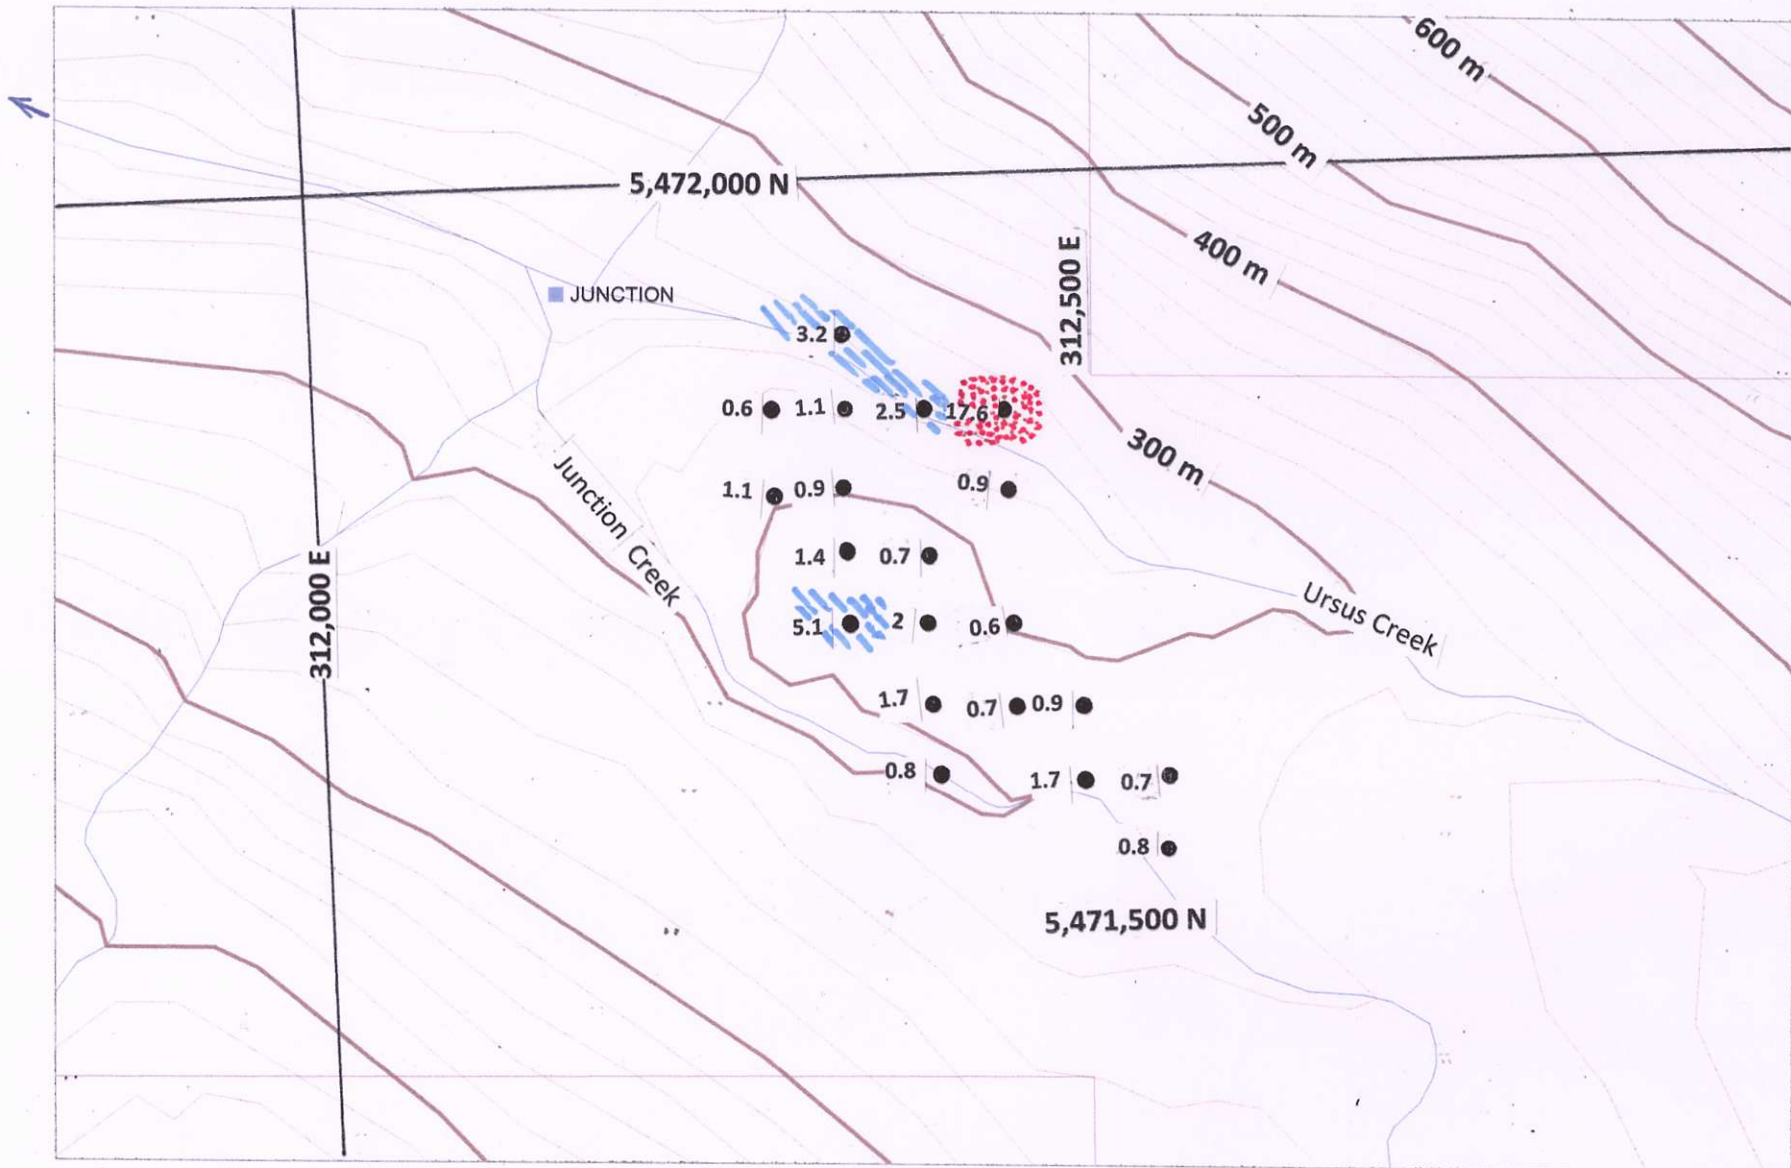 600 m
500 m
5,472,000 N
400 m
312,500 E
JUNCTION
3.2
0.6 1.1 2.5 17.6
300 m
Junction Creek
1.1 0.9 0.9
1.4 0.7
312,000 E
Ursus Creek
5.1 2 0.6
1.7 0.7 0.9
0.8 1.7 0.7
0.8
5,471,500 N